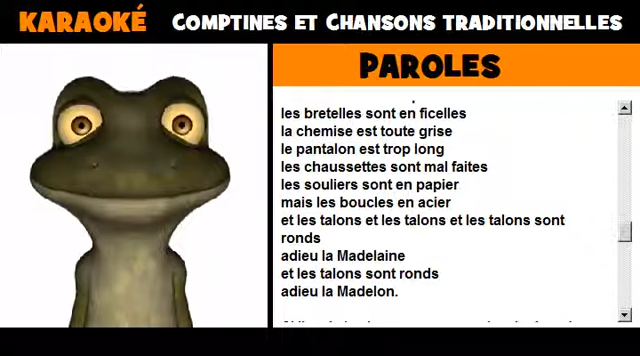 KARAOKÉ COMPTINES ET CHANSONS TRADITIONNELLES
PAROLES
les bretelles sont en ficelles
la chemise est toute grise
le pantalon est trop long
les chaussettes sont mal faites
les souliers sont en papier
mais les boucles en acier
et les talons et les talons et les talons sont
ronds
adieu la Madelaine
et les talons sont ronds
adieu la Madelon.